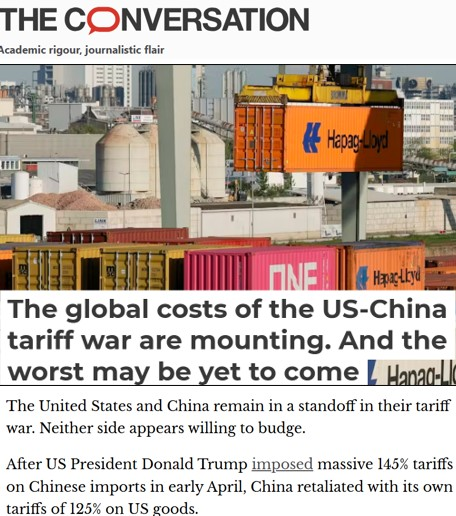 THE CONVERSATION
Academic rigour, journalistic flair
Hapag-Lloyd
ONE
Hapag-Lloyd
The global costs of the US-China
tariff war are mounting. And the
worst may be yet to come
The United States and China remain in a standoff in their tariff
war. Neither side appears willing to budge.
After US President Donald Trump imposed massive 145% tariffs
on Chinese imports in early April, China retaliated with its own
tariffs of 125% on US goods.